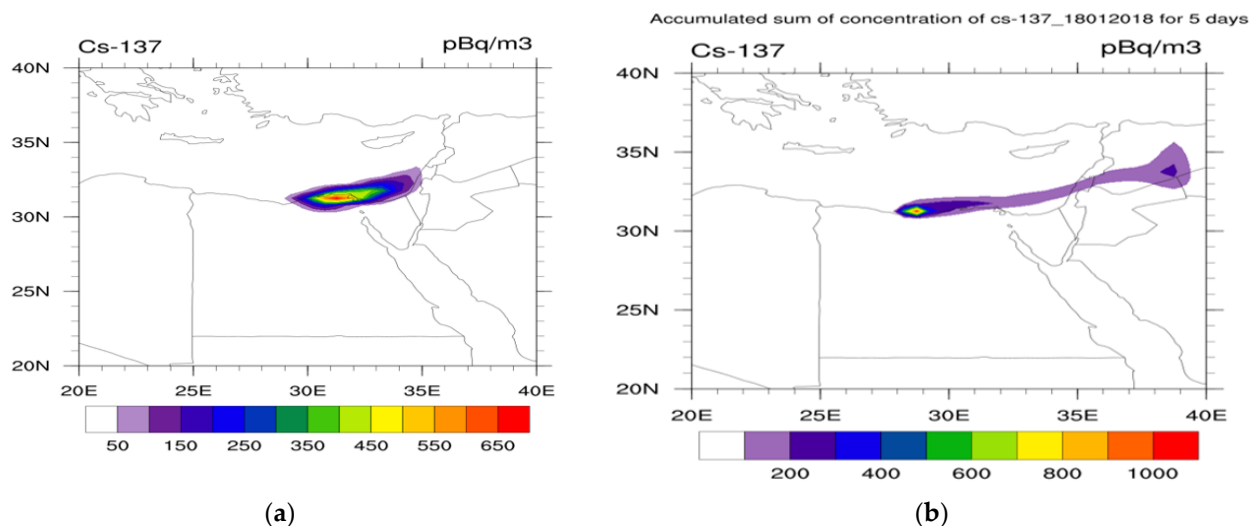 Accumulated sum of concentration of cs-137_18012018 for 5 days
Cs-137 pBq/m3
40N
35N
30N
25N
20N
20E 25E 30E 35E 40E
50 150 250 350 450 550 650
(a)
Cs-137 pBq/m3
40N
35N
30N
25N
20N
20E 25E 30E 35E 40E
200 400 600 800 1000
(b)